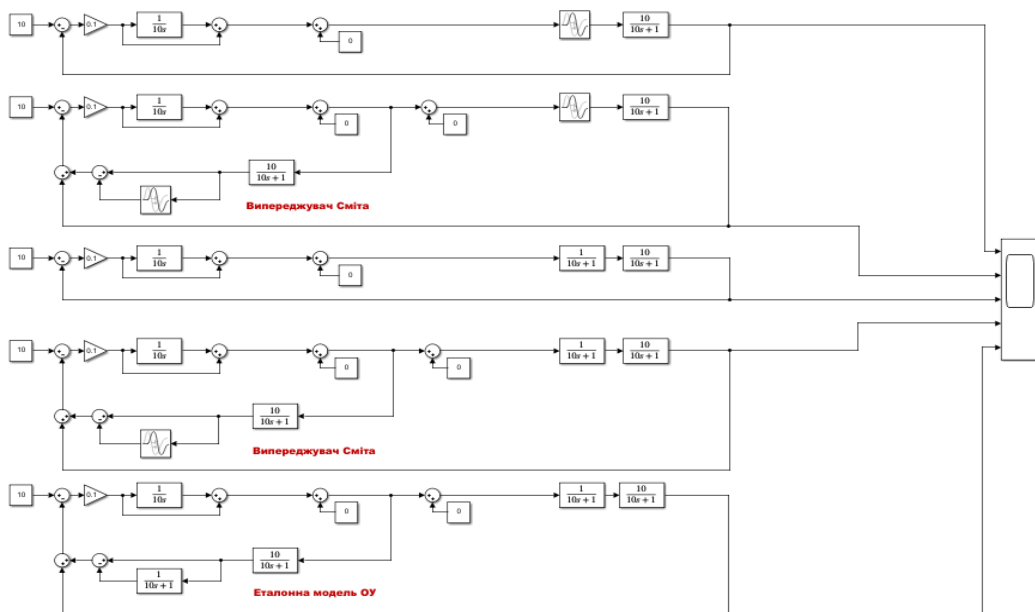 10 0.1 1/10s 0 10/10s + 1
10 0.1 1/10s 0 0 10/10s + 1
10/10s + 1
Випереджувач Сміта
10 0.1 1/10s 0 1/10s + 1 10/10s + 1
10 0.1 1/10s 0 0 1/10s + 1 10/10s + 1
10/10s + 1
Випереджувач Сміта
10 0.1 1/10s 0 0 1/10s + 1 10/10s + 1
10/10s + 1
1/10s + 1
Еталонна модель ОУ